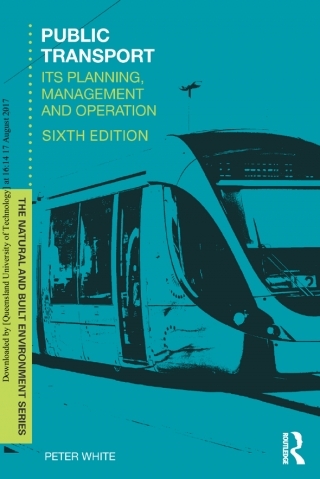 PUBLIC
TRANSPORT
ITS PLANNING,
MANAGEMENT
AND OPERATION
SIXTH EDITION
Downloaded by [Queensland University of Technology] at 16:14 17 August 2017
THE NATURAL AND BUILT ENVIRONMENT SERIES
PETER WHITE
ROUTLEDGE